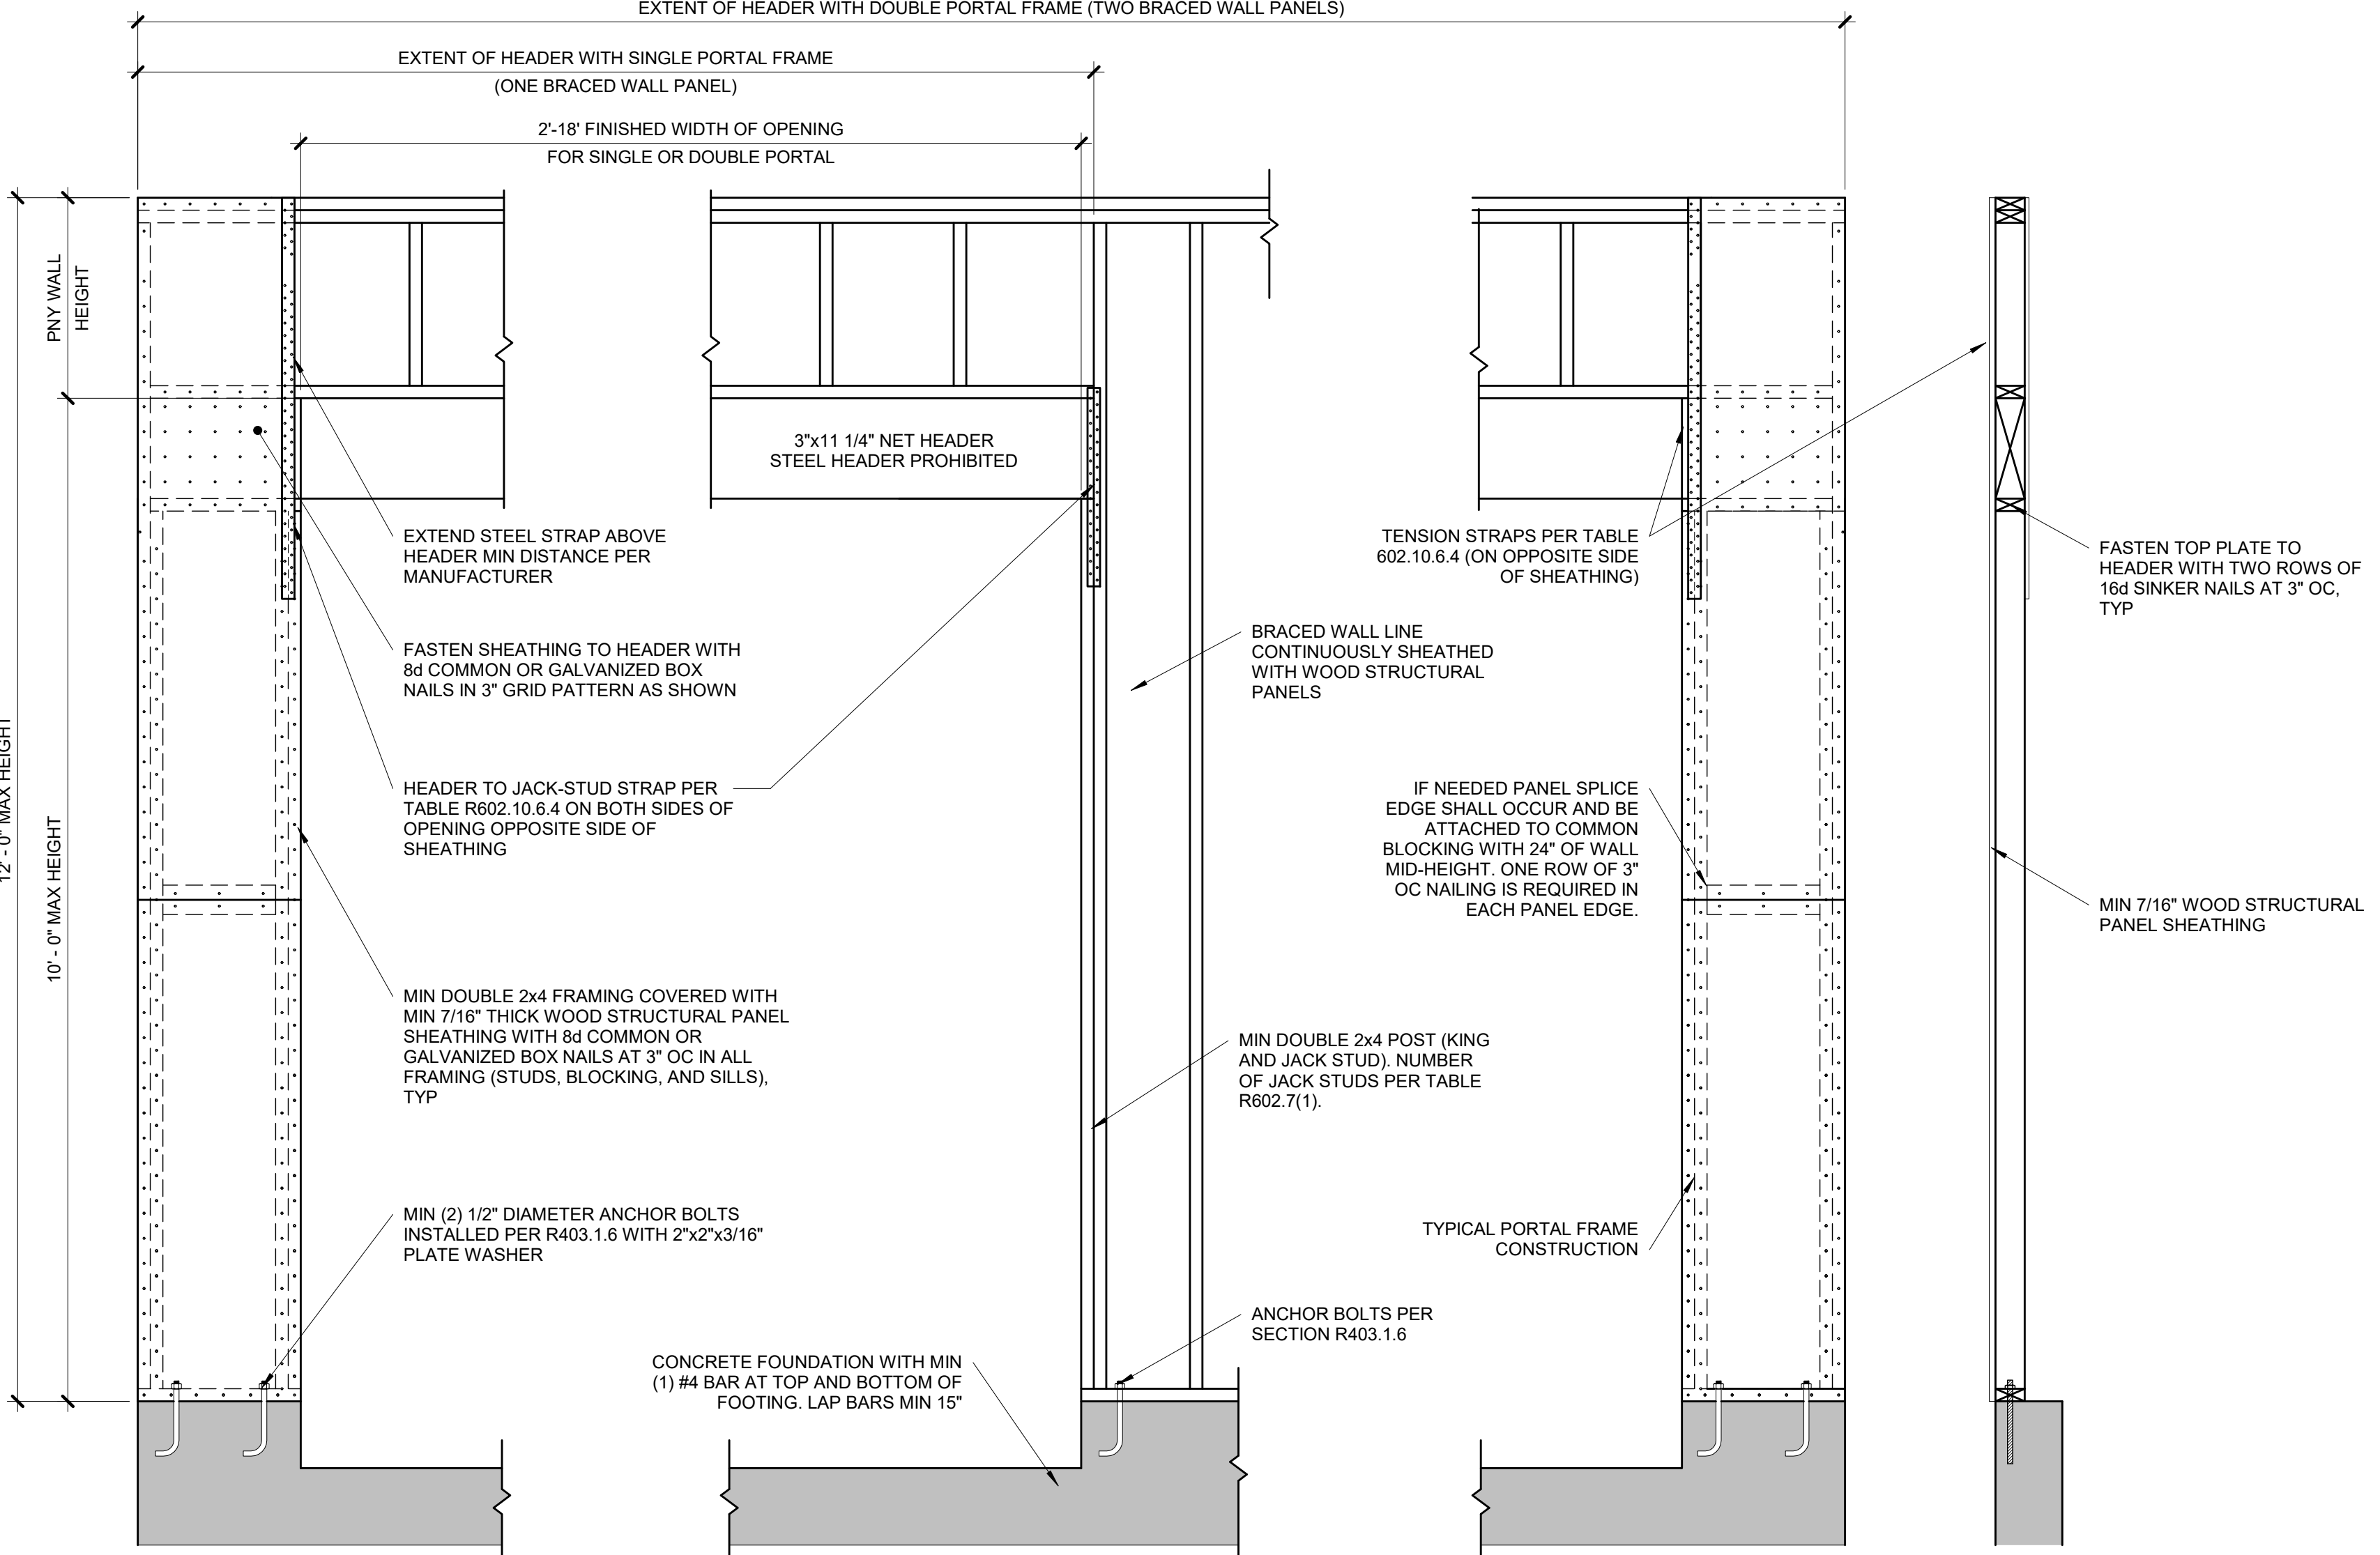 EXTENT OF HEADER WITH DOUBLE PORTAL FRAME (TWO BRACED WALL PANELS)
EXTENT OF HEADER WITH SINGLE PORTAL FRAME
(ONE BRACED WALL PANEL)
2'-18' FINISHED WIDTH OF OPENING
FOR SINGLE OR DOUBLE PORTAL
PNY WALL
HEIGHT
12' - 0" MAX HEIGHT
10' - 0" MAX HEIGHT
3"x11 1/4" NET HEADER
STEEL HEADER PROHIBITED
EXTEND STEEL STRAP ABOVE
HEADER MIN DISTANCE PER
MANUFACTURER
FASTEN SHEATHING TO HEADER WITH
8d COMMON OR GALVANIZED BOX
NAILS IN 3" GRID PATTERN AS SHOWN
HEADER TO JACK-STUD STRAP PER
TABLE R602.10.6.4 ON BOTH SIDES OF
OPENING OPPOSITE SIDE OF
SHEATHING
MIN DOUBLE 2x4 FRAMING COVERED WITH
MIN 7/16" THICK WOOD STRUCTURAL PANEL
SHEATHING WITH 8d COMMON OR
GALVANIZED BOX NAILS AT 3" OC IN ALL
FRAMING (STUDS, BLOCKING, AND SILLS),
TYP
MIN (2) 1/2" DIAMETER ANCHOR BOLTS
INSTALLED PER R403.1.6 WITH 2"x2"x3/16"
PLATE WASHER
CONCRETE FOUNDATION WITH MIN
(1) #4 BAR AT TOP AND BOTTOM OF
FOOTING. LAP BARS MIN 15"
BRACED WALL LINE
CONTINUOUSLY SHEATHED
WITH WOOD STRUCTURAL
PANELS
MIN DOUBLE 2x4 POST (KING
AND JACK STUD). NUMBER
OF JACK STUDS PER TABLE
R602.7(1).
ANCHOR BOLTS PER
SECTION R403.1.6
TENSION STRAPS PER TABLE
602.10.6.4 (ON OPPOSITE SIDE
OF SHEATHING)
IF NEEDED PANEL SPLICE
EDGE SHALL OCCUR AND BE
ATTACHED TO COMMON
BLOCKING WITH 24" OF WALL
MID-HEIGHT. ONE ROW OF 3"
OC NAILING IS REQUIRED IN
EACH PANEL EDGE.
TYPICAL PORTAL FRAME
CONSTRUCTION
FASTEN TOP PLATE TO
HEADER WITH TWO ROWS OF
16d SINKER NAILS AT 3" OC,
TYP
MIN 7/16" WOOD STRUCTURAL
PANEL SHEATHING